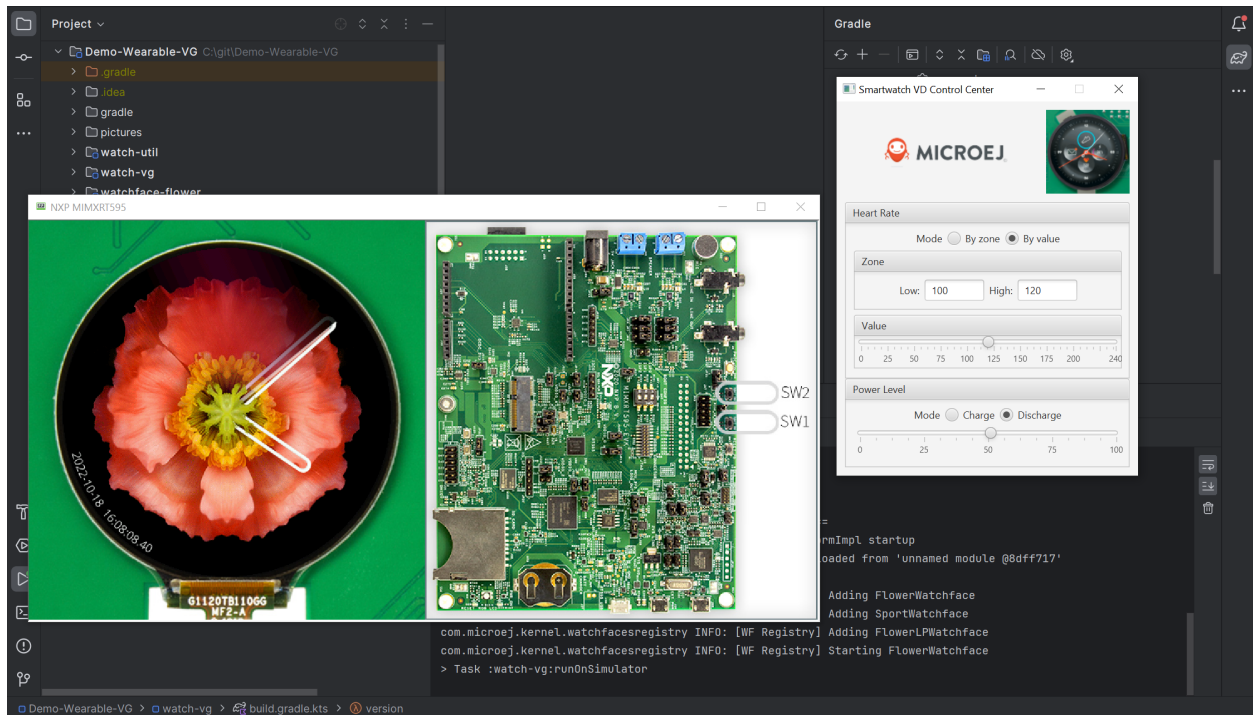 Project
Demo-Wearable-VG C:\git\Demo-Wearable-VG
.gradle
.idea
gradle
pictures
watch-util
watch-vg
watchface-flower
Gradle
NXP MIMXRT595
2022-10-18 16:08:08.40
G1120TB110GG
MF2-A
NXP
SW2
SW1
Smartwatch VD Control Center
MICROEJ
Heart Rate
Mode By zone By value
Zone
Low: 100 High: 120
Value
0 25 50 75 100 125 150 175 200 240
Power Level
Mode Charge Discharge
0 25 50 75 100
=
ormImpl startup
oaded from 'unnamed module @8dff717'
Adding FlowerWatchface
Adding SportWatchface
com.microej.kernel.watchfacesregistry INFO: [WF Registry] Adding FlowerLPWatchface
com.microej.kernel.watchfacesregistry INFO: [WF Registry] Starting FlowerWatchface
> Task :watch-vg:runOnSimulator
Demo-Wearable-VG > watch-vg > build.gradle.kts > version